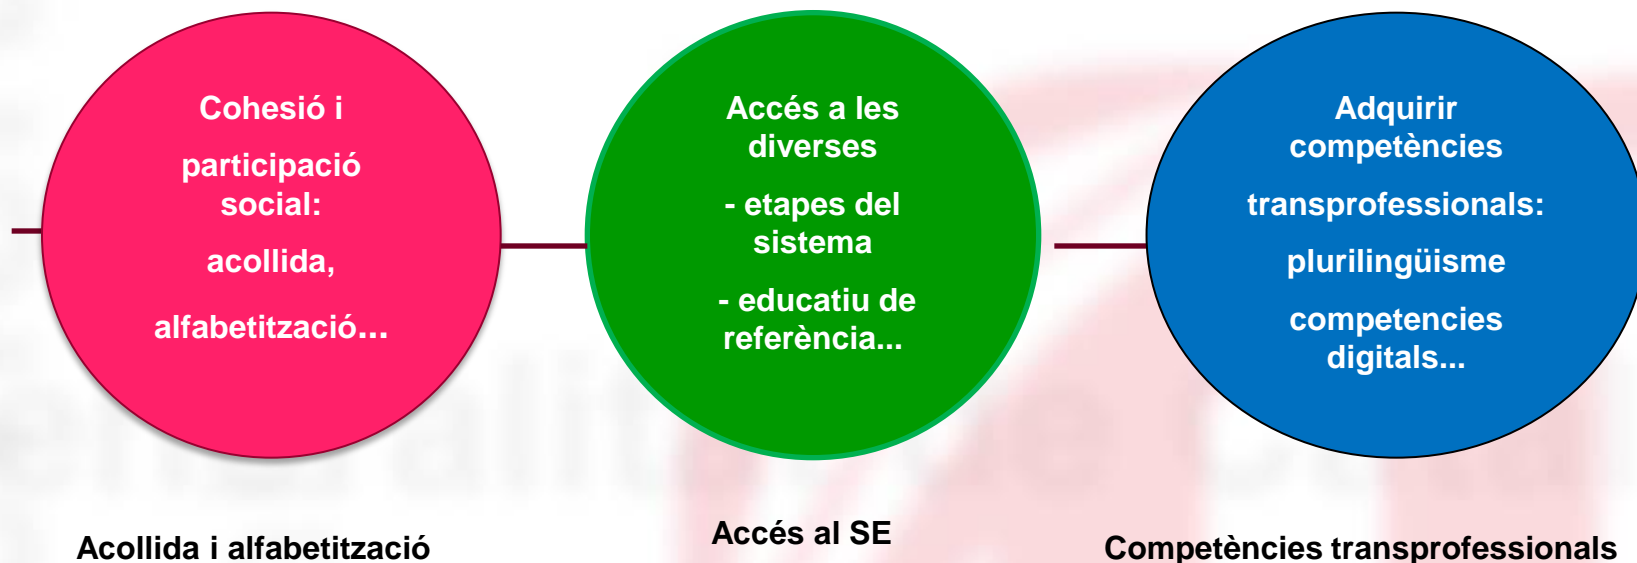 Cohesió i
participació
social:
acollida,
alfabetització...
Accés a les
diverses
- etapes del
sistema
- educatiu de
referència...
Adquirir
competències
transprofessionals:
plurilingüisme
competencies
digitals...
Acollida i alfabetització
Accés al SE
Competències transprofessionals